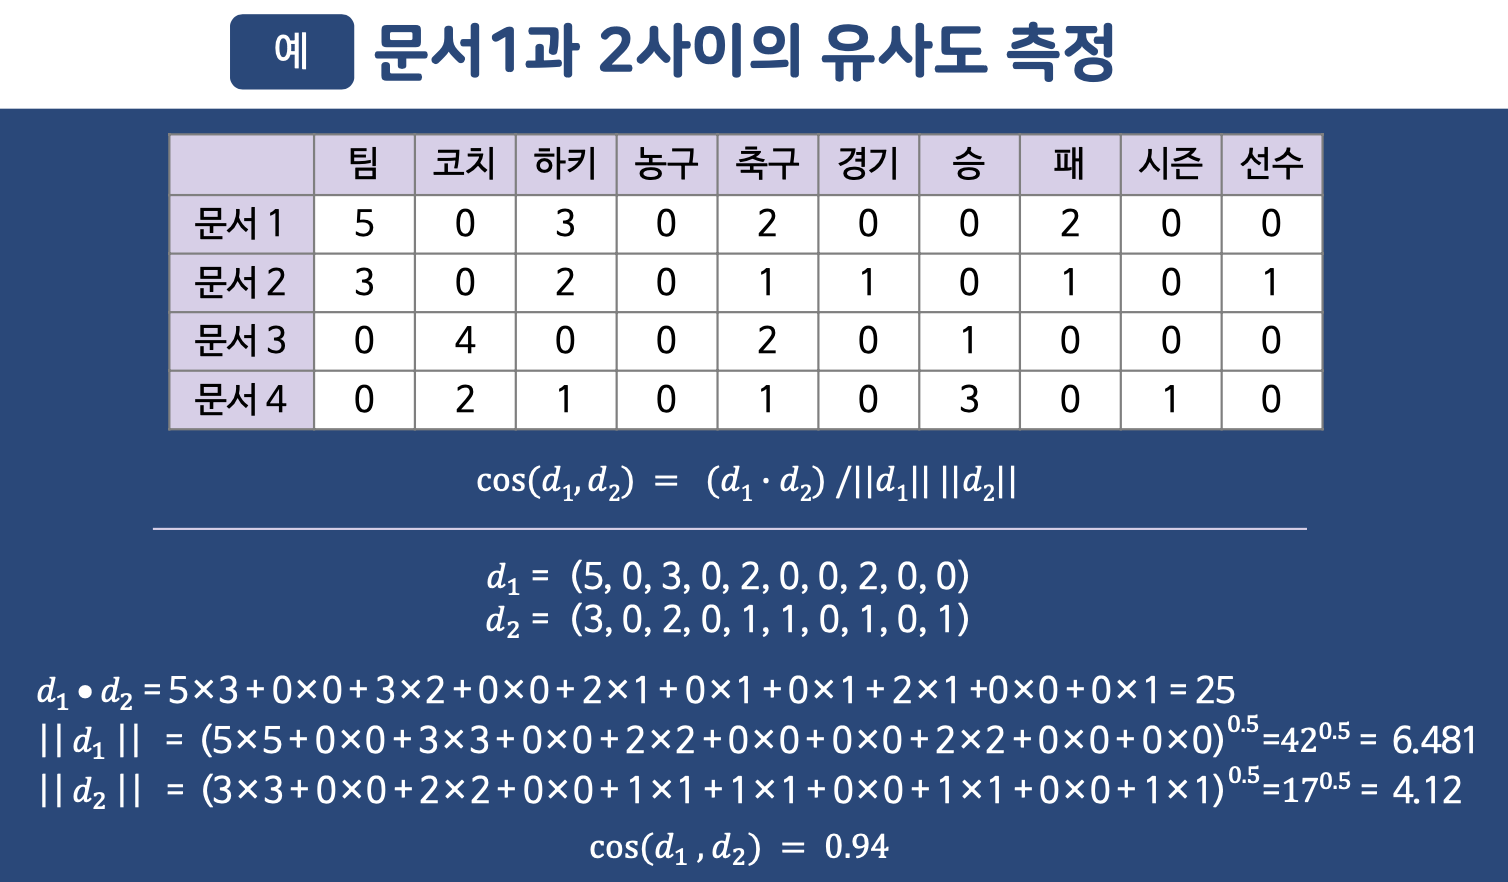 예 문서1과 2사이의 유사도 측정
팀 코치 하키 농구 축구 경기 승 패 시즌 선수
문서 1 5 0 3 0 2 0 0 2 0 0
문서 2 3 0 2 0 1 1 0 1 0 1
문서 3 0 4 0 0 2 0 1 0 0 0
문서 4 0 2 1 0 1 0 3 0 1 0
cos(d₁, d₂) = (d₁ · d₂) /||d₁|| ||d₂||
d₁ = (5, 0, 3, 0, 2, 0, 0, 2, 0, 0)
d₂ = (3, 0, 2, 0, 1, 1, 0, 1, 0, 1)
d₁ • d₂ = 5×3 + 0×0 + 3×2 + 0×0 + 2×1 + 0×1 + 0×1 + 2×1 +0×0 + 0×1 = 25
|| d₁ || = (5×5 + 0×0 + 3×3 + 0×0 + 2×2 + 0×0 + 0×0 + 2×2 + 0×0 + 0×0)^0.5 =42^0.5 = 6.481
|| d₂ || = (3×3 + 0×0 + 2×2 + 0×0 + 1×1 + 1×1 + 0×0 + 1×1 + 0×0 + 1×1)^0.5 =17^0.5 = 4.12
cos(d₁ , d₂) = 0.94